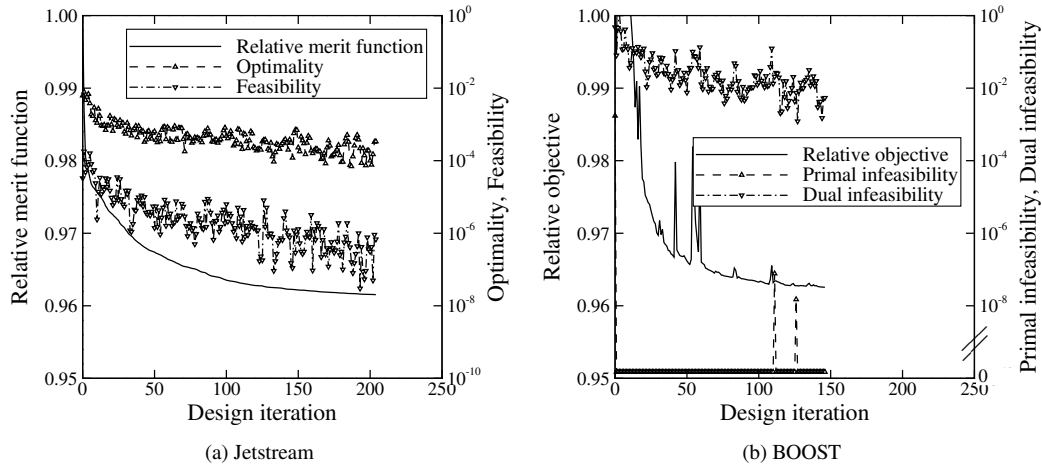 1.00
0.99
0.98
0.97
0.96
0.95
Relative merit function
Relative merit function
Optimality
Feasibility
10^0
10^-2
10^-4
10^-6
10^-8
10^-10
Optimality, Feasibility
0 50 100 150 200 250
Design iteration
(a) Jetstream
1.00
0.99
0.98
0.97
0.96
0.95
Relative objective
Relative objective
Primal infeasibility
Dual infeasibility
10^0
10^-2
10^-4
10^-6
10^-8
0
Primal infeasibility, Dual infeasibility
0 50 100 150 200 250
Design iteration
(b) BOOST